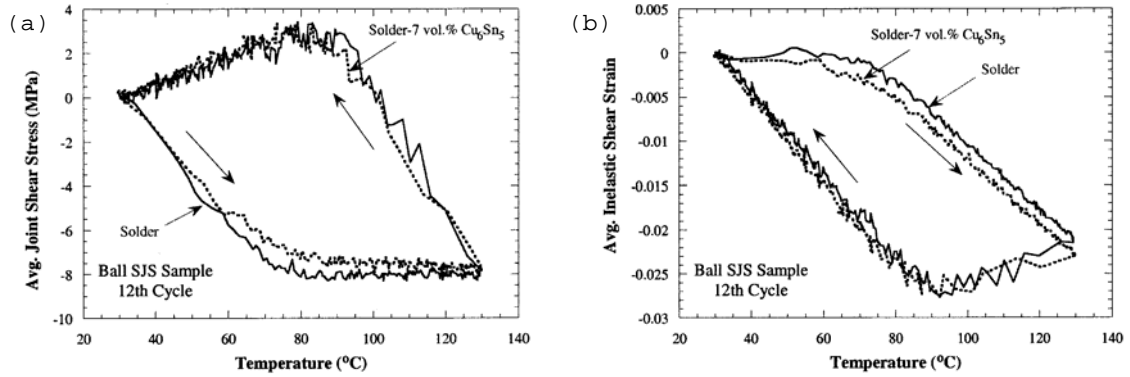 (a)
Avg. Joint Shear Stress (MPa)
4
2
0
-2
-4
-6
-8
-10
Solder-7 vol.% Cu6Sn5
Solder
Ball SJS Sample
12th Cycle
20 40 60 80 100 120 140
Temperature (°C)
(b)
Avg. Inelastic Shear Strain
0.005
0
-0.005
-0.01
-0.015
-0.02
-0.025
-0.03
Solder-7 vol.% Cu6Sn5
Solder
Ball SJS Sample
12th Cycle
20 40 60 80 100 120 140
Temperature (°C)